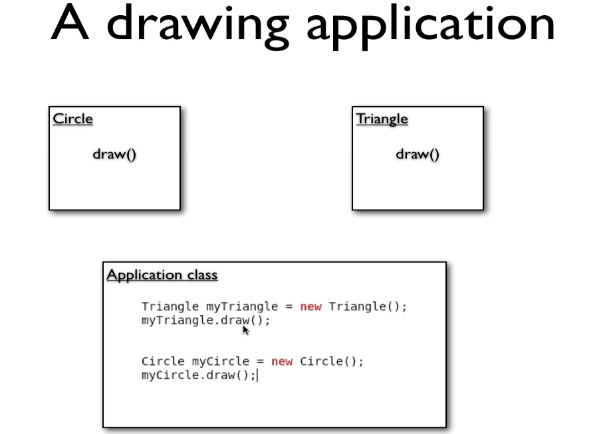 A drawing application
Circle
draw()
Triangle
draw()
Application class
Triangle myTriangle = new Triangle();
myTriangle.draw();
Circle myCircle = new Circle();
myCircle.draw();